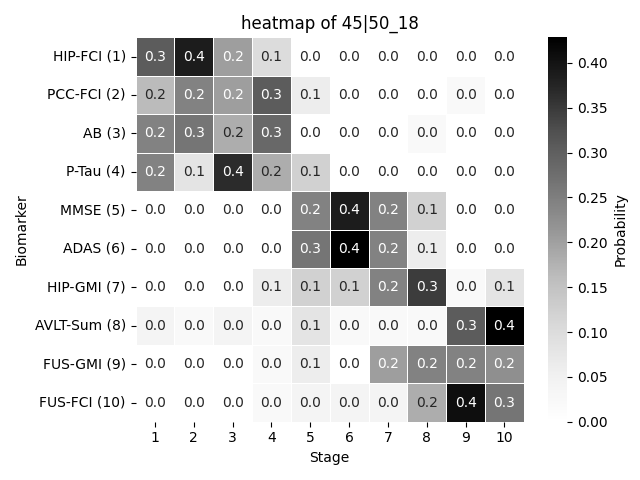 heatmap of 45|50_18
HIP-FCI (1) 0.3 0.4 0.2 0.1 0.0 0.0 0.0 0.0 0.0 0.0
PCC-FCI (2) 0.2 0.2 0.2 0.3 0.1 0.0 0.0 0.0 0.0 0.0
AB (3) 0.2 0.3 0.2 0.3 0.0 0.0 0.0 0.0 0.0 0.0
P-Tau (4) 0.2 0.1 0.4 0.2 0.1 0.0 0.0 0.0 0.0 0.0
MMSE (5) 0.0 0.0 0.0 0.0 0.2 0.4 0.2 0.1 0.0 0.0
ADAS (6) 0.0 0.0 0.0 0.0 0.3 0.4 0.2 0.1 0.0 0.0
HIP-GMI (7) 0.0 0.0 0.0 0.1 0.1 0.1 0.2 0.3 0.0 0.1
AVLT-Sum (8) 0.0 0.0 0.0 0.0 0.1 0.0 0.0 0.0 0.3 0.4
FUS-GMI (9) 0.0 0.0 0.0 0.0 0.1 0.0 0.2 0.2 0.2 0.2
FUS-FCI (10) 0.0 0.0 0.0 0.0 0.0 0.0 0.0 0.2 0.4 0.3
1 2 3 4 5 6 7 8 9 10
Stage
Biomarker
0.40
0.35
0.30
0.25
0.20
0.15
0.10
0.05
0.00
Probability